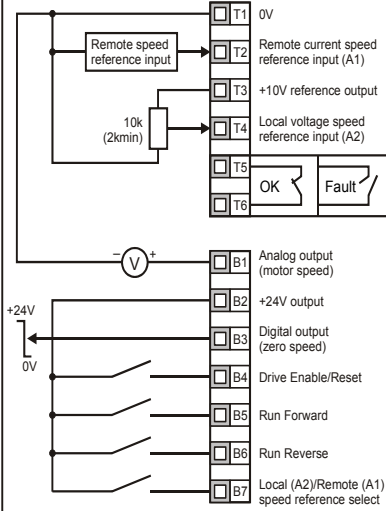 T1 0V
Remote speed
reference input
T2 Remote current speed
reference input (A1)
T3 +10V reference output
10k
(2kmin)
T4 Local voltage speed
reference input (A2)
T5
OK Fault
T6
− V +
B1 Analog output
(motor speed)
B2 +24V output
+24V
0V
B3 Digital output
(zero speed)
B4 Drive Enable/Reset
B5 Run Forward
B6 Run Reverse
B7 Local (A2)/Remote (A1)
speed reference select